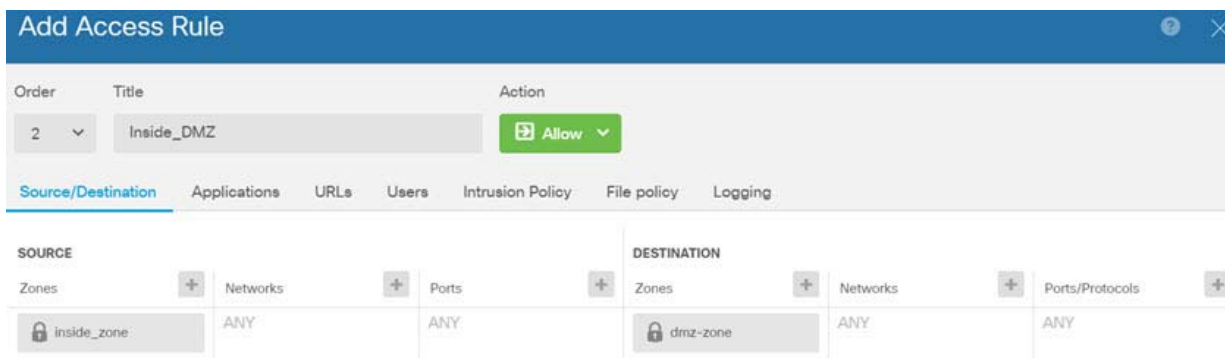 Add Access Rule
Order Title Action
2 Inside_DMZ Allow
Source/Destination Applications URLs Users Intrusion Policy File policy Logging
SOURCE DESTINATION
Zones Networks Ports Zones Networks Ports/Protocols
inside_zone ANY ANY dmz-zone ANY ANY